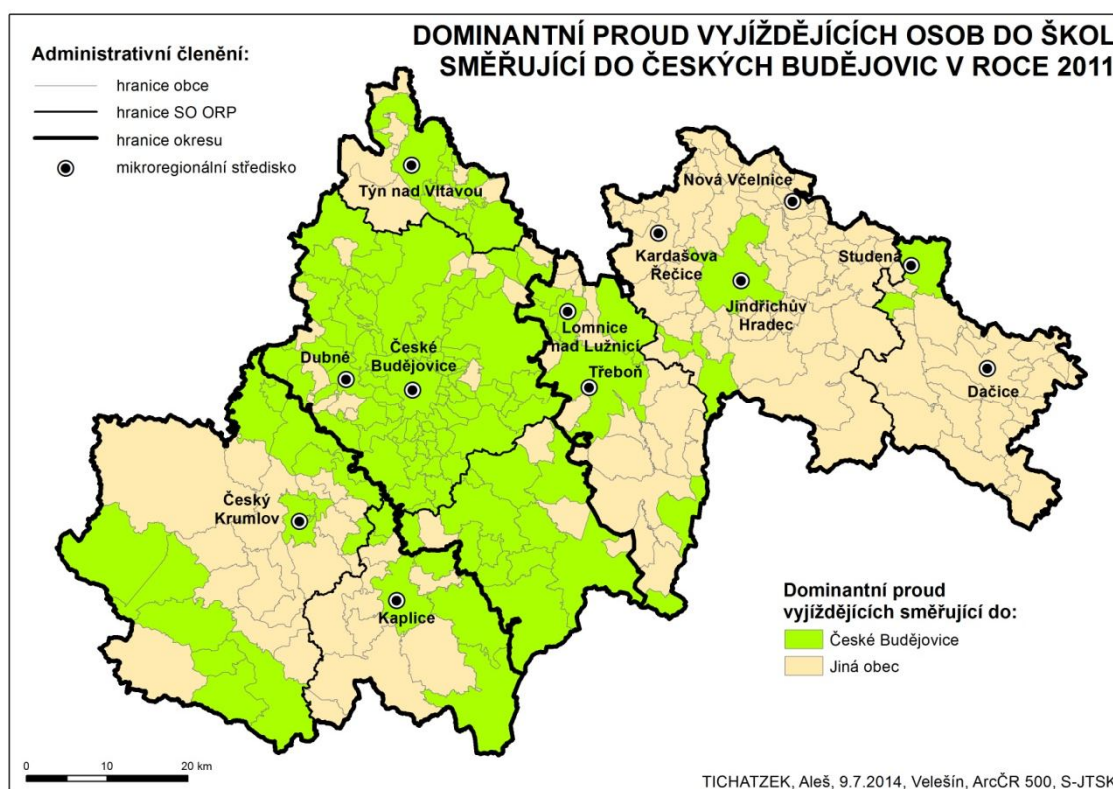 DOMINANTNÍ PROUD VYJÍŽDĚJÍCÍCH OSOB DO ŠKOL
SMĚŘUJÍCÍ DO ČESKÝCH BUDĚJOVIC V ROCE 2011
Administrativní členění:
hranice obce
hranice SO ORP
hranice okresu
mikroregionální středisko
Týn nad Vltavou
Nová Včelnice
Kardašova
Řečice
Studená
Jindřichův
Hradec
Lomnice
nad Lužnicí
Dubné
České
Budějovice
Třeboň
Dačice
Český
Krumlov
Kaplice
Dominantní proud
vyjíždějících směřující do:
České Budějovice
Jiná obec
0 10 20 km
TICHATZEK, Aleš, 9.7.2014, Velešín, ArcČR 500, S-JTSK